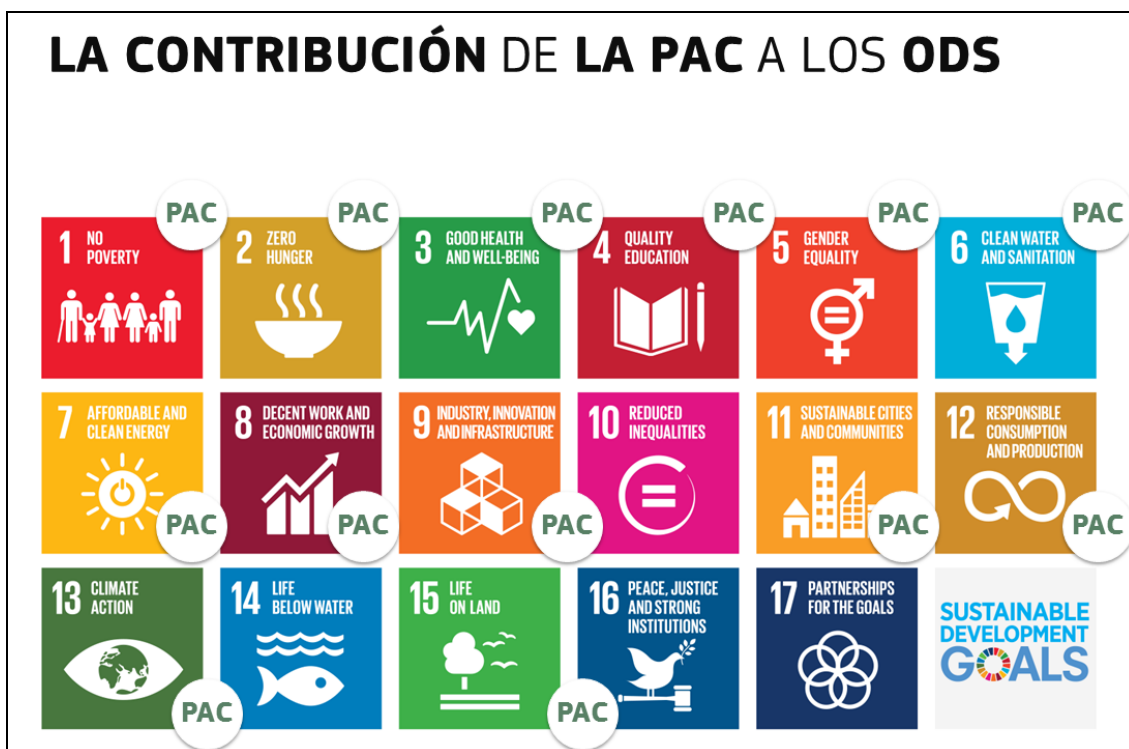 LA CONTRIBUCIÓN DE LA PAC A LOS ODS
PAC
PAC
PAC
PAC
PAC
PAC
1 NO
POVERTY
2 ZERO
HUNGER
3 GOOD HEALTH
AND WELL-BEING
4 QUALITY
EDUCATION
5 GENDER
EQUALITY
6 CLEAN WATER
AND SANITATION
7 AFFORDABLE AND
CLEAN ENERGY
8 DECENT WORK AND
ECONOMIC GROWTH
9 INDUSTRY, INNOVATION
AND INFRASTRUCTURE
10 REDUCED
INEQUALITIES
11 SUSTAINABLE CITIES
AND COMMUNITIES
12 RESPONSIBLE
CONSUMPTION
AND PRODUCTION
PAC
PAC
PAC
PAC
PAC
13 CLIMATE
ACTION
14 LIFE
BELOW WATER
15 LIFE
ON LAND
16 PEACE, JUSTICE
AND STRONG
INSTITUTIONS
17 PARTNERSHIPS
FOR THE GOALS
SUSTAINABLE
DEVELOPMENT
GOALS
PAC
PAC